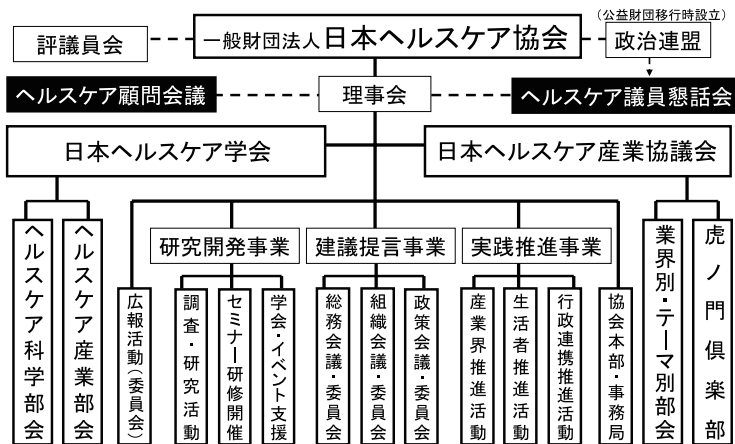 (公益財団移行時設立)
評議員会
一般財団法人日本ヘルスケア協会
政治連盟
ヘルスケア顧問会議
理事会
ヘルスケア議員懇話会
日本ヘルスケア学会
日本ヘルスケア産業協議会
研究開発事業
建議提言事業
実践推進事業
ヘルスケア科学部会
ヘルスケア産業部会
広報活動(委員会)
調査・研究活動
セミナー研修開催
学会・イベント支援
総務会議・委員会
組織会議・委員会
政策会議・委員会
産業界推進活動
生活者推進活動
行政連携推進活動
協会本部・事務局
業界別・テーマ別部会
虎ノ門倶楽部